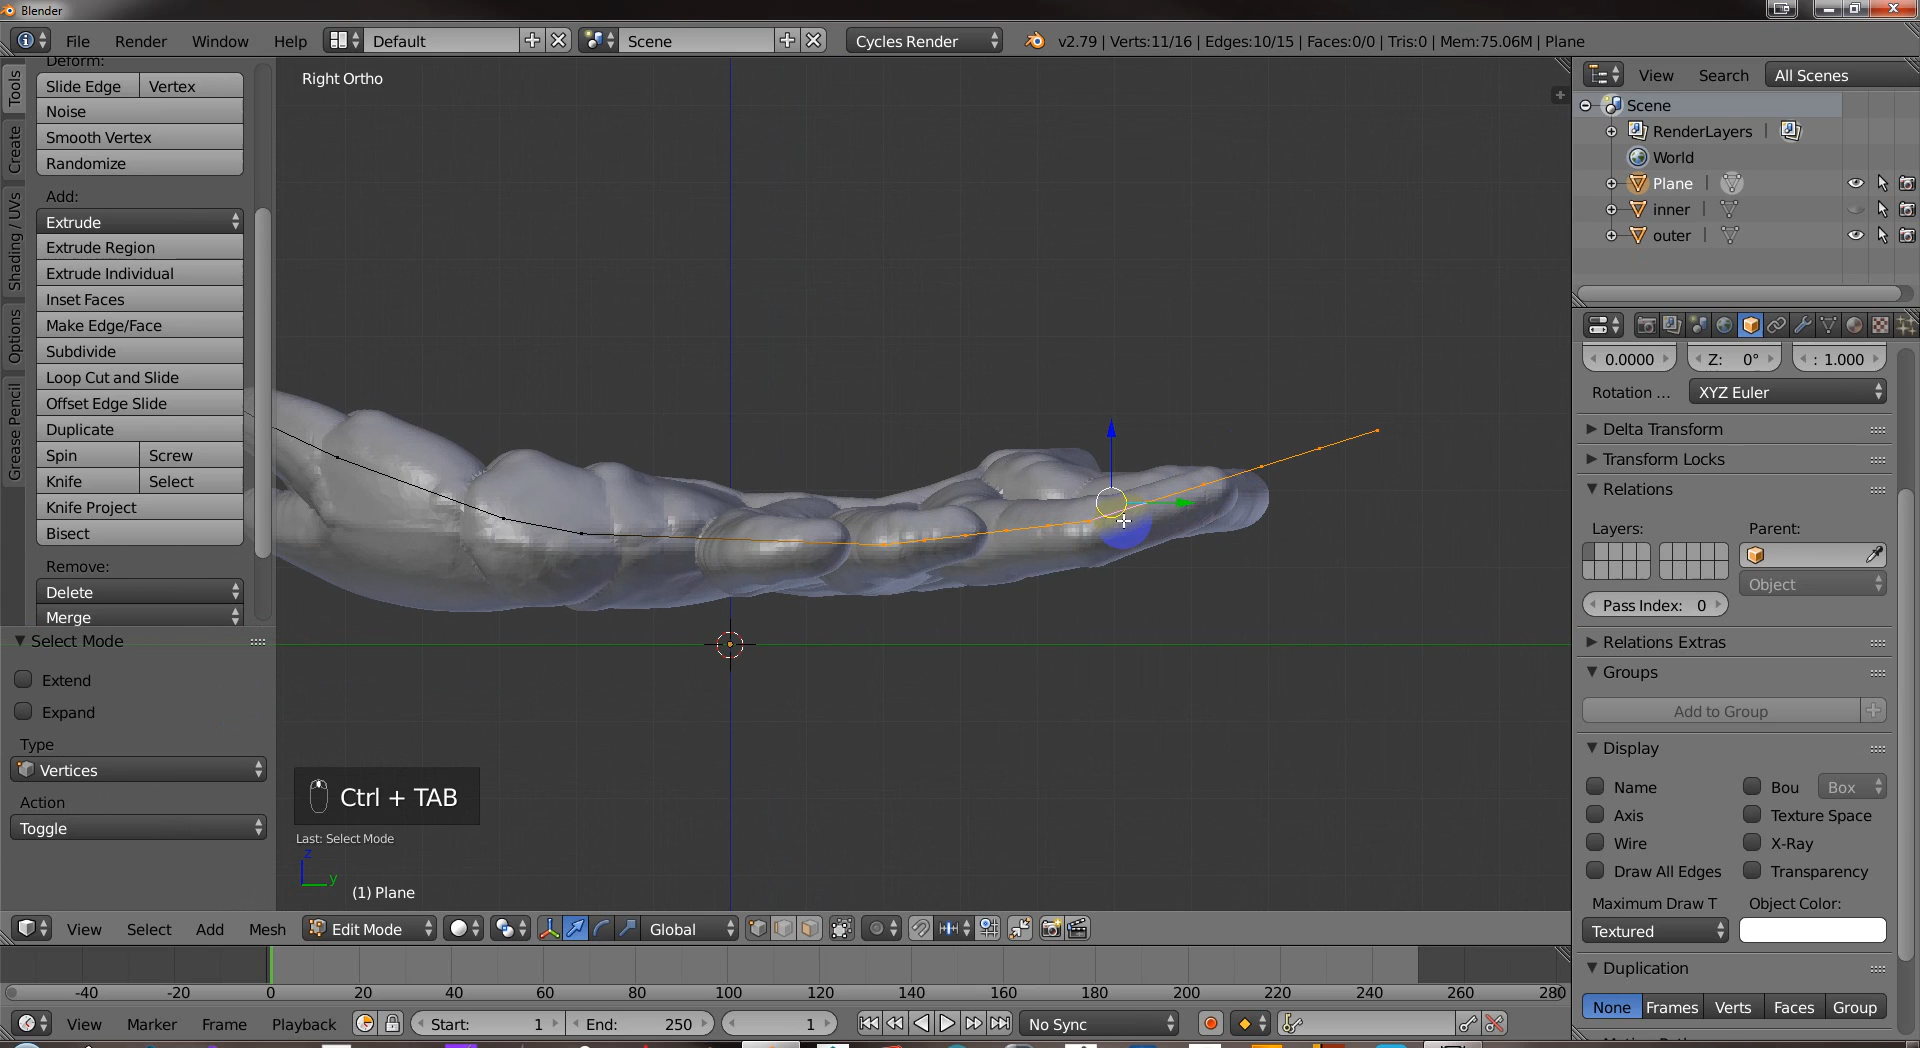 Blender
File Render Window Help Default Scene Cycles Render v2.79 | Verts:11/16 | Edges:10/15 | Faces:0/0 | Tris:0 | Mem:75.06M | Plane
Tools
Create
Shading / UVs
Options
Grease Pencil
Deform:
Slide Edge Vertex
Noise
Smooth Vertex
Randomize
Add:
Extrude
Extrude Region
Extrude Individual
Inset Faces
Make Edge/Face
Subdivide
Loop Cut and Slide
Offset Edge Slide
Duplicate
Spin Screw
Knife Select
Knife Project
Bisect
Remove:
Delete
Merge
Select Mode
Extend
Expand
Type
Vertices
Action
Toggle
Right Ortho
Ctrl + TAB
Last: Select Mode
z
y
(1) Plane
View Select Add Mesh Edit Mode Global
-40 -20 0 20 40 60 80 100 120 140 160 180 200 220 240 260 280
View Marker Frame Playback Start: 1 End: 250 1 No Sync
View Search All Scenes
Scene
RenderLayers |
World
Plane |
inner |
outer |
0.0000 Z: 0° : 1.000
Rotation ... XYZ Euler
Delta Transform
Transform Locks
Relations
Layers: Parent:
Object
Pass Index: 0
Relations Extras
Groups
Add to Group
Display
Name Bou Box
Axis Texture Space
Wire X-Ray
Draw All Edges Transparency
Maximum Draw T Object Color:
Textured
Duplication
None Frames Verts Faces Group